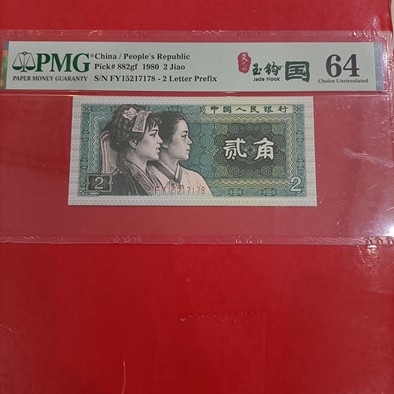 PMG China / People's Republic
Pick# 882gf 1980 2 Jiao
PAPER MONEY GUARANTY S/N FY15217178 - 2 Letter Prefix
玉钩国
Jade Hook
64
Choice Uncirculated
中国人民银行
贰角
FY15217178
2 2